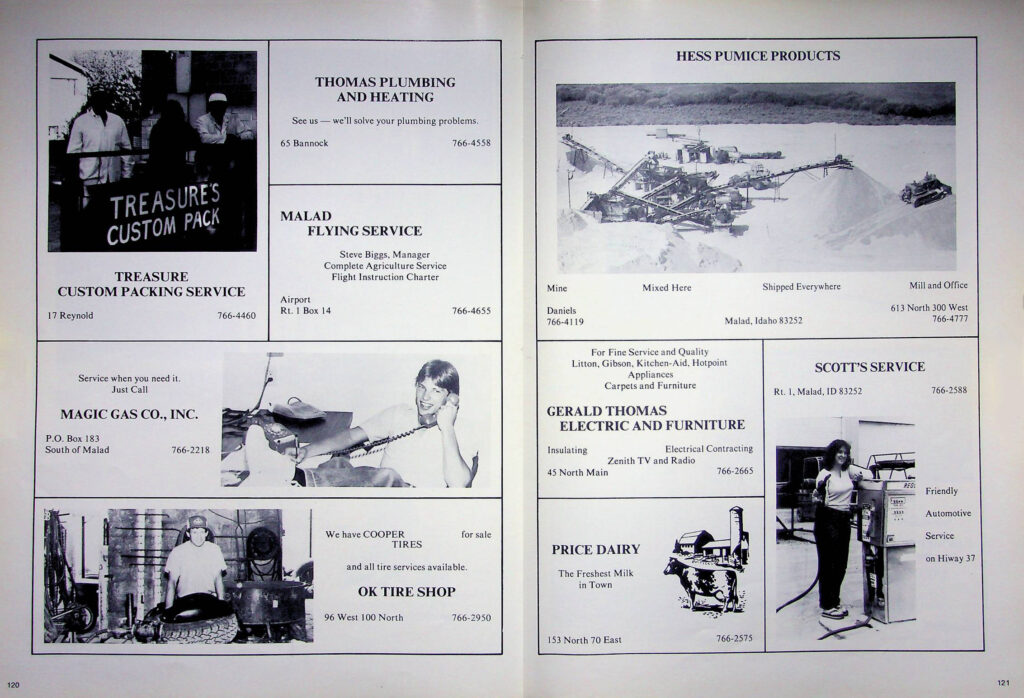 TREASURE'S
CUSTOM PACK
TREASURE
CUSTOM PACKING SERVICE
17 Reynold 766-4460
THOMAS PLUMBING
AND HEATING
See us — we'll solve your plumbing problems.
65 Bannock 766-4558
MALAD
FLYING SERVICE
Steve Biggs, Manager
Complete Agriculture Service
Flight Instruction Charter
Airport
Rt. 1 Box 14 766-4655
Service when you need it.
Just Call
MAGIC GAS CO., INC.
P.O. Box 183
South of Malad 766-2218
We have COOPER for sale
TIRES
and all tire services available.
OK TIRE SHOP
96 West 100 North 766-2950
120
HESS PUMICE PRODUCTS
Mine Mixed Here Shipped Everywhere Mill and Office
Daniels 613 North 300 West
766-4119 Malad, Idaho 83252 766-4777
For Fine Service and Quality
Litton, Gibson, Kitchen-Aid, Hotpoint
Appliances
Carpets and Furniture
GERALD THOMAS
ELECTRIC AND FURNITURE
Insulating Electrical Contracting
Zenith TV and Radio
45 North Main 766-2665
PRICE DAIRY
The Freshest Milk
in Town
153 North 70 East 766-2575
SCOTT'S SERVICE
Rt. 1, Malad, ID 83252 766-2588
Friendly
Automotive
Service
on Hiway 37
121